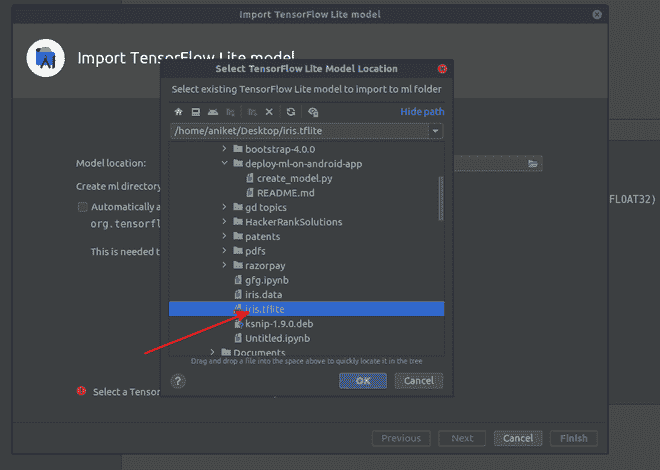 Import TensorFlow Lite model
Import TensorFlow Lite model
Select TensorFlow Lite Model Location
Select existing TensorFlow Lite model to import to ml folder
Hide path
/home/aniket/Desktop/iris.tflite
bootstrap-4.0.0
deploy-ml-on-android-app
create_model.py
README.md
gd topics
HackerRankSolutions
patents
pdfs
razorpay
gfg.ipynb
iris.data
iris.tflite
ksnip-1.9.0.deb
Untitled.ipynb
Documents
Drag and drop a file into the space above to quickly locate it in the tree
? OK Cancel
Model location:
Create ml directory
Automatically a
org.tensorfl
This is needed t
FLOAT32)
Select a Tensor
Previous Next Cancel Finish